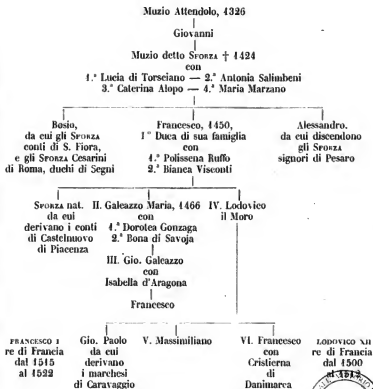 Muzio Attendolo, 1326
Giovanni
Muzio detto SFORZA † 1424
con
1.ª Lucia di Torsciano — 2.ª Antonia Salimbeni
3.ª Caterina Alopo — 4.ª Maria Marzano
Bosio,
da cui gli SFORZA
conti di S. Fiora,
e gli SFORZA Cesarini
di Roma, duchi di Segni
Francesco, 1450,
1º Duca di sua famiglia
con
1.ª Polissena Ruffo
2.ª Bianca Visconti
Alessandro.
da cui discendono
gli SFORZA
signori di Pesaro
SFORZA nat.
da cui
derivano i conti
di Castelnuovo
di Piacenza
II. Galeazzo Maria, 1466
con
1.ª Dorotea Gonzaga
2.ª Bona di Savoja
III. Gio. Galeazzo
con
Isabella d'Aragona
Francesco
IV. Lodovico
il Moro
FRANCESCO I
re di Francia
dal 1515
al 1522
Gio. Paolo
da cui
derivano
i marchesi
di Caravaggio
V. Massimiliano
VI. Francesco
con
Cristierna
di
Danimarca
LODOVICO XII
re di Francia
dal 1500
al 1512